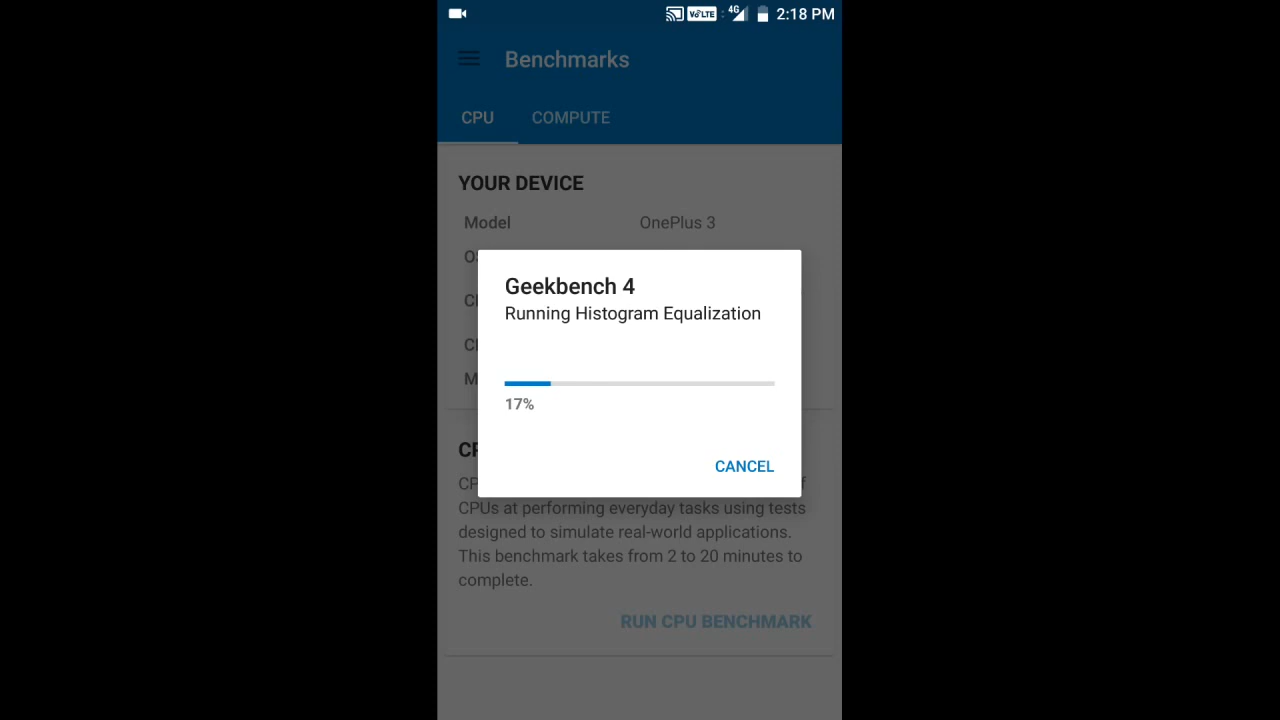 VoLTE 4G 2:18 PM
Benchmarks
CPU COMPUTE
YOUR DEVICE
Model OnePlus 3
Geekbench 4
Running Histogram Equalization
17%
CANCEL
CPUs at performing everyday tasks using tests
designed to simulate real-world applications.
This benchmark takes from 2 to 20 minutes to
complete.
RUN CPU BENCHMARK